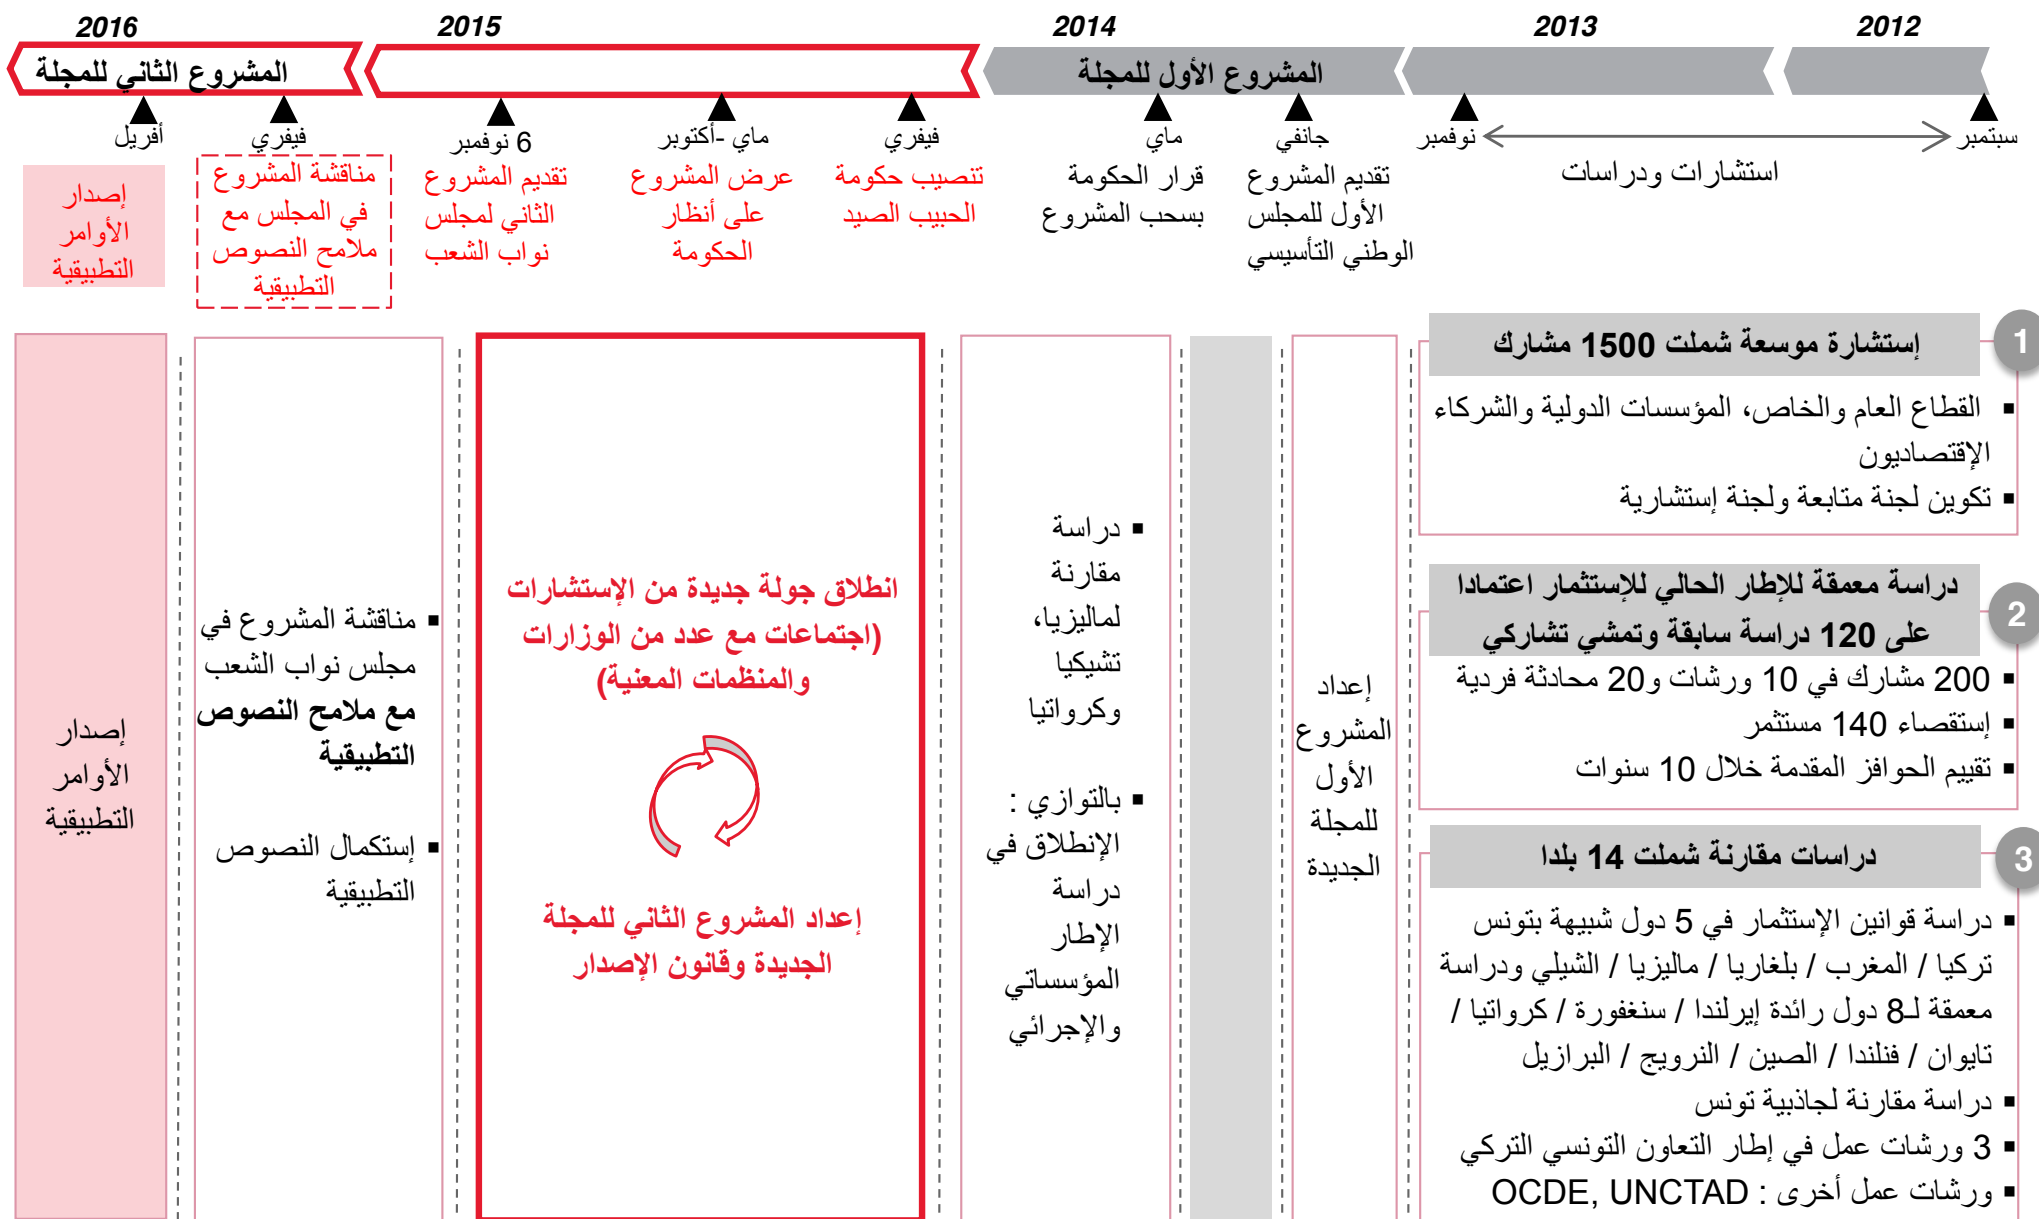 2012
2013
2014
2015
2016
المشروع الأول للمجلة
المشروع الثاني للمجلة
سبتمبر
نوفمبر
استشارات ودراسات
جانفي
تقديم المشروع
الأول للمجلس
الوطني التأسيسي
ماي
قرار الحكومة
بسحب المشروع
فيفري
تنصيب حكومة
الحبيب الصيد
ماي -أكتوبر
عرض المشروع
على أنظار
الحكومة
6 نوفمبر
تقديم المشروع
الثاني لمجلس
نواب الشعب
فيفري
مناقشة المشروع
في المجلس مع
ملامح النصوص
التطبيقية
أفريل
إصدار
الأوامر
التطبيقية
1
إستشارة موسعة شملت 1500 مشارك
▪ القطاع العام والخاص، المؤسسات الدولية والشركاء
الإقتصاديون
▪ تكوين لجنة متابعة ولجنة إستشارية
2
دراسة معمقة للإطار الحالي للإستثمار اعتمادا
على 120 دراسة سابقة وتمشي تشاركي
▪ 200 مشارك في 10 ورشات و20 محادثة فردية
▪ إستقصاء 140 مستثمر
▪ تقييم الحوافز المقدمة خلال 10 سنوات
3
دراسات مقارنة شملت 14 بلدا
▪ دراسة قوانين الإستثمار في 5 دول شبيهة بتونس
تركيا / المغرب / بلغاريا / ماليزيا / الشيلي ودراسة
معمقة لـ8 دول رائدة إيرلندا / سنغفورة / كرواتيا /
تايوان / فنلندا / الصين / النرويج / البرازيل
▪ دراسة مقارنة لجاذبية تونس
▪ 3 ورشات عمل في إطار التعاون التونسي التركي
▪ ورشات عمل أخرى : OCDE, UNCTAD
إعداد
المشروع
الأول
للمجلة
الجديدة
▪ دراسة
مقارنة
لماليزيا،
تشيكيا
وكرواتيا
▪ بالتوازي :
الإنطلاق في
دراسة
الإطار
المؤسساتي
والإجرائي
انطلاق جولة جديدة من الإستشارات
(اجتماعات مع عدد من الوزارات
والمنظمات المعنية)
إعداد المشروع الثاني للمجلة
الجديدة وقانون الإصدار
▪ مناقشة المشروع في
مجلس نواب الشعب
مع ملامح النصوص
التطبيقية
▪ إستكمال النصوص
التطبيقية
إصدار
الأوامر
التطبيقية